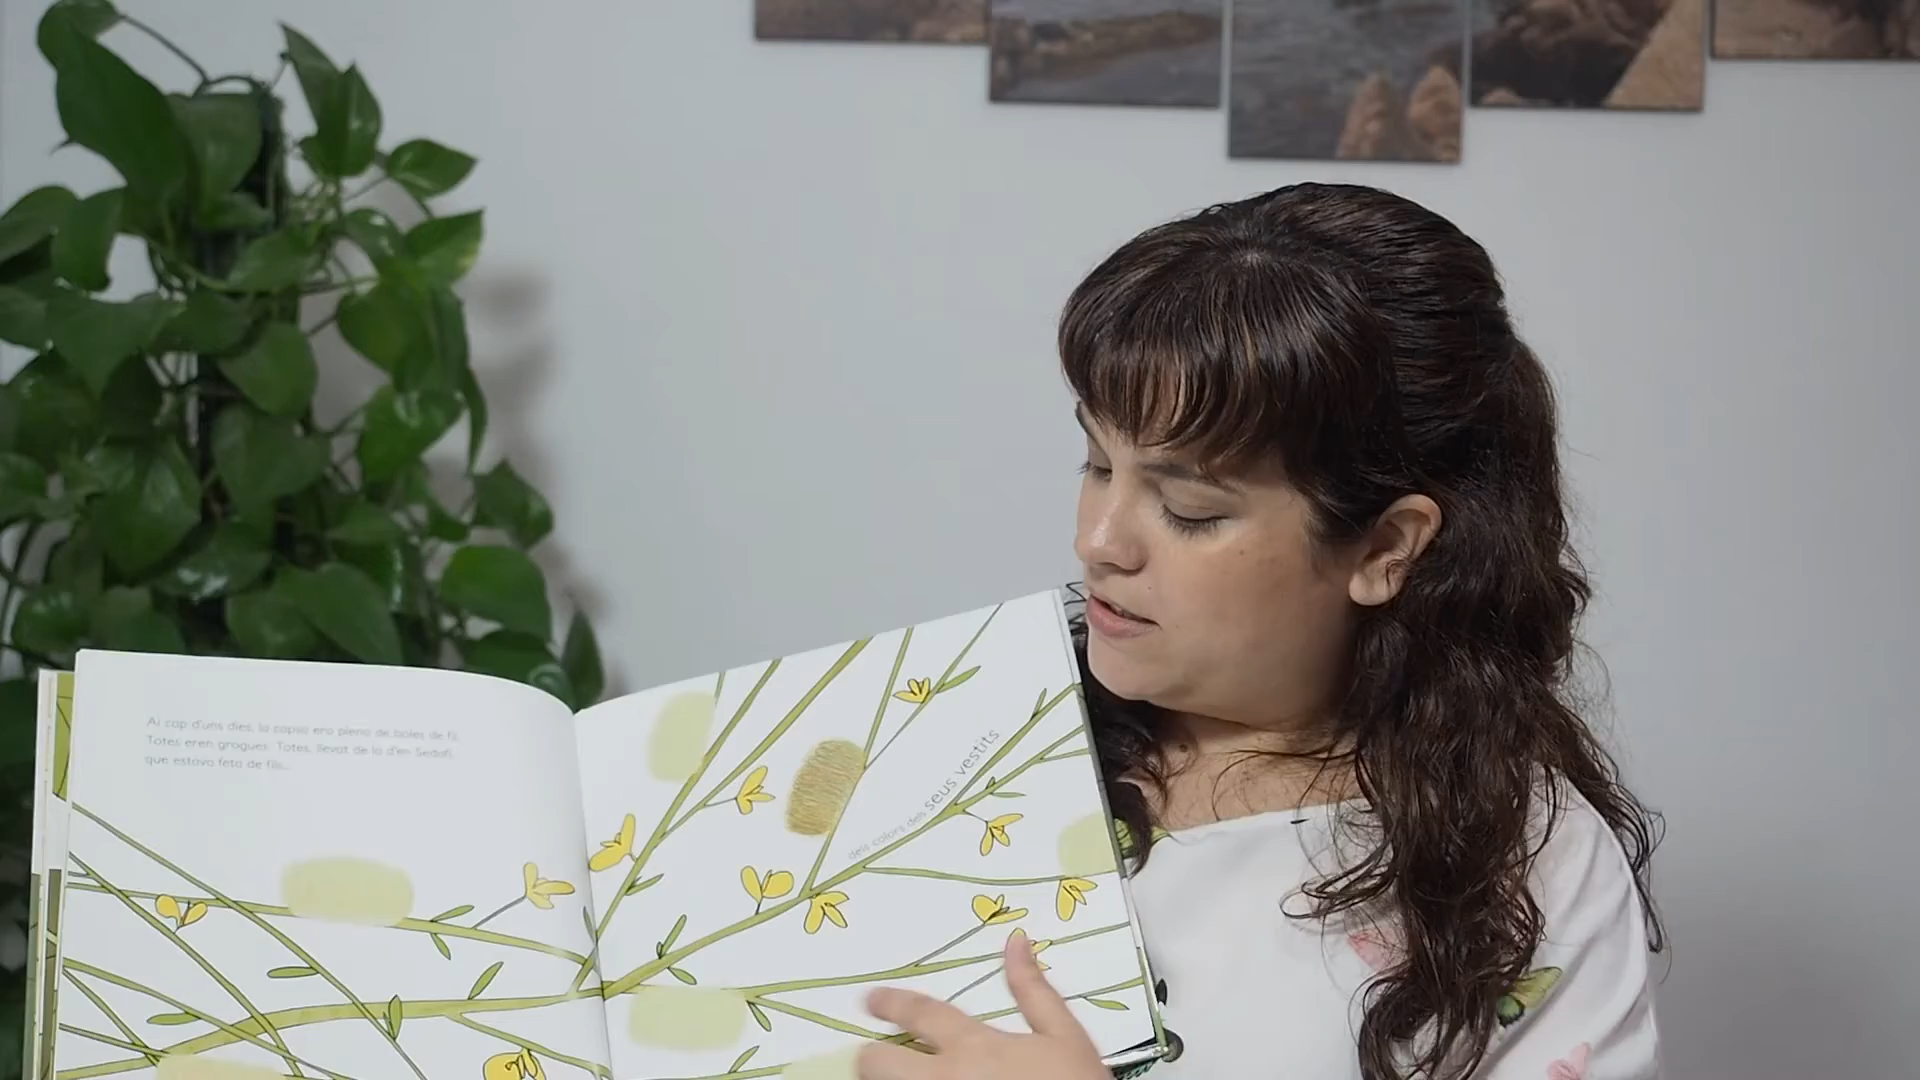 Al cap d'uns dies, la capsa era plena de boles de fil.
Totes eren grogues. Totes, llevat de la d'en Sedofí,
que estava feta de fils...
dels colors dels seus vestits